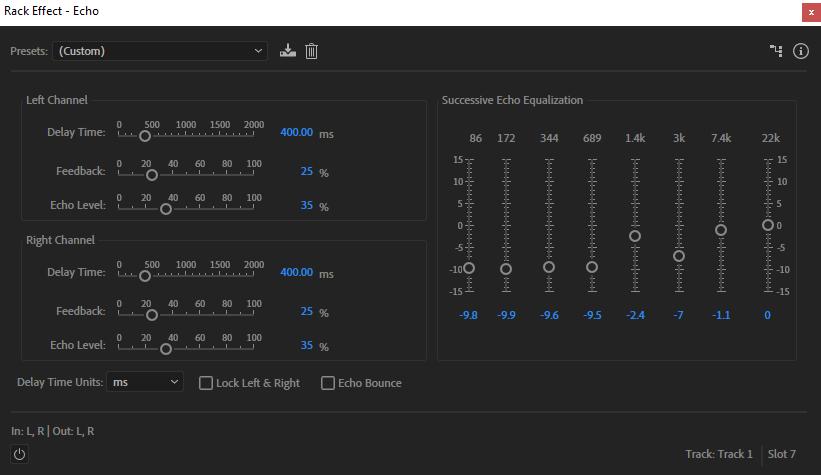 Rack Effect - Echo
x
Presets: (Custom)
Left Channel
Delay Time: 0 500 1000 1500 2000 400.00 ms
Feedback: 0 20 40 60 80 100 25 %
Echo Level: 0 20 40 60 80 100 35 %
Right Channel
Delay Time: 0 500 1000 1500 2000 400.00 ms
Feedback: 0 20 40 60 80 100 25 %
Echo Level: 0 20 40 60 80 100 35 %
Successive Echo Equalization
86 172 344 689 1.4k 3k 7.4k 22k
15 15
10 10
5 5
0 0
-5 -5
-10 -10
-15 -15
-9.8 -9.9 -9.6 -9.5 -2.4 -7 -1.1 0
Delay Time Units: ms Lock Left & Right Echo Bounce
In: L, R | Out: L, R
Track: Track 1 Slot 7